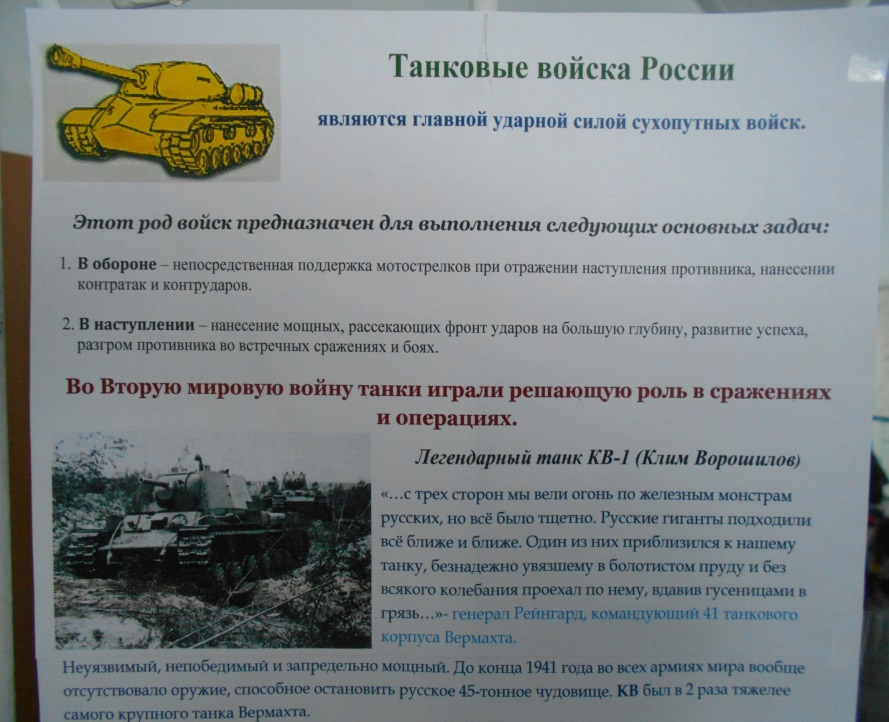 Танковые войска России
являются главной ударной силой сухопутных войск.
Этот род войск предназначен для выполнения следующих основных задач:
1. В обороне – непосредственная поддержка мотострелков при отражении наступления противника, нанесении
контратак и контрударов.
2. В наступлении – нанесение мощных, рассекающих фронт ударов на большую глубину, развитие успеха,
разгром противника во встречных сражениях и боях.
Во Вторую мировую войну танки играли решающую роль в сражениях
и операциях.
Легендарный танк КВ-1 (Клим Ворошилов)
«…с трех сторон мы вели огонь по железным монстрам
русских, но всё было тщетно. Русские гиганты подходили
всё ближе и ближе. Один из них приблизился к нашему
танку, безнадежно увязшему в болотистом пруду и без
всякого колебания проехал по нему, вдавив гусеницами в
грязь…»- генерал Рейнгард, командующий 41 танкового
корпуса Вермахта.
Неуязвимый, непобедимый и запредельно мощный. До конца 1941 года во всех армиях мира вообще
отсутствовало оружие, способное остановить русское 45-тонное чудовище. КВ был в 2 раза тяжелее
самого крупного танка Вермахта.